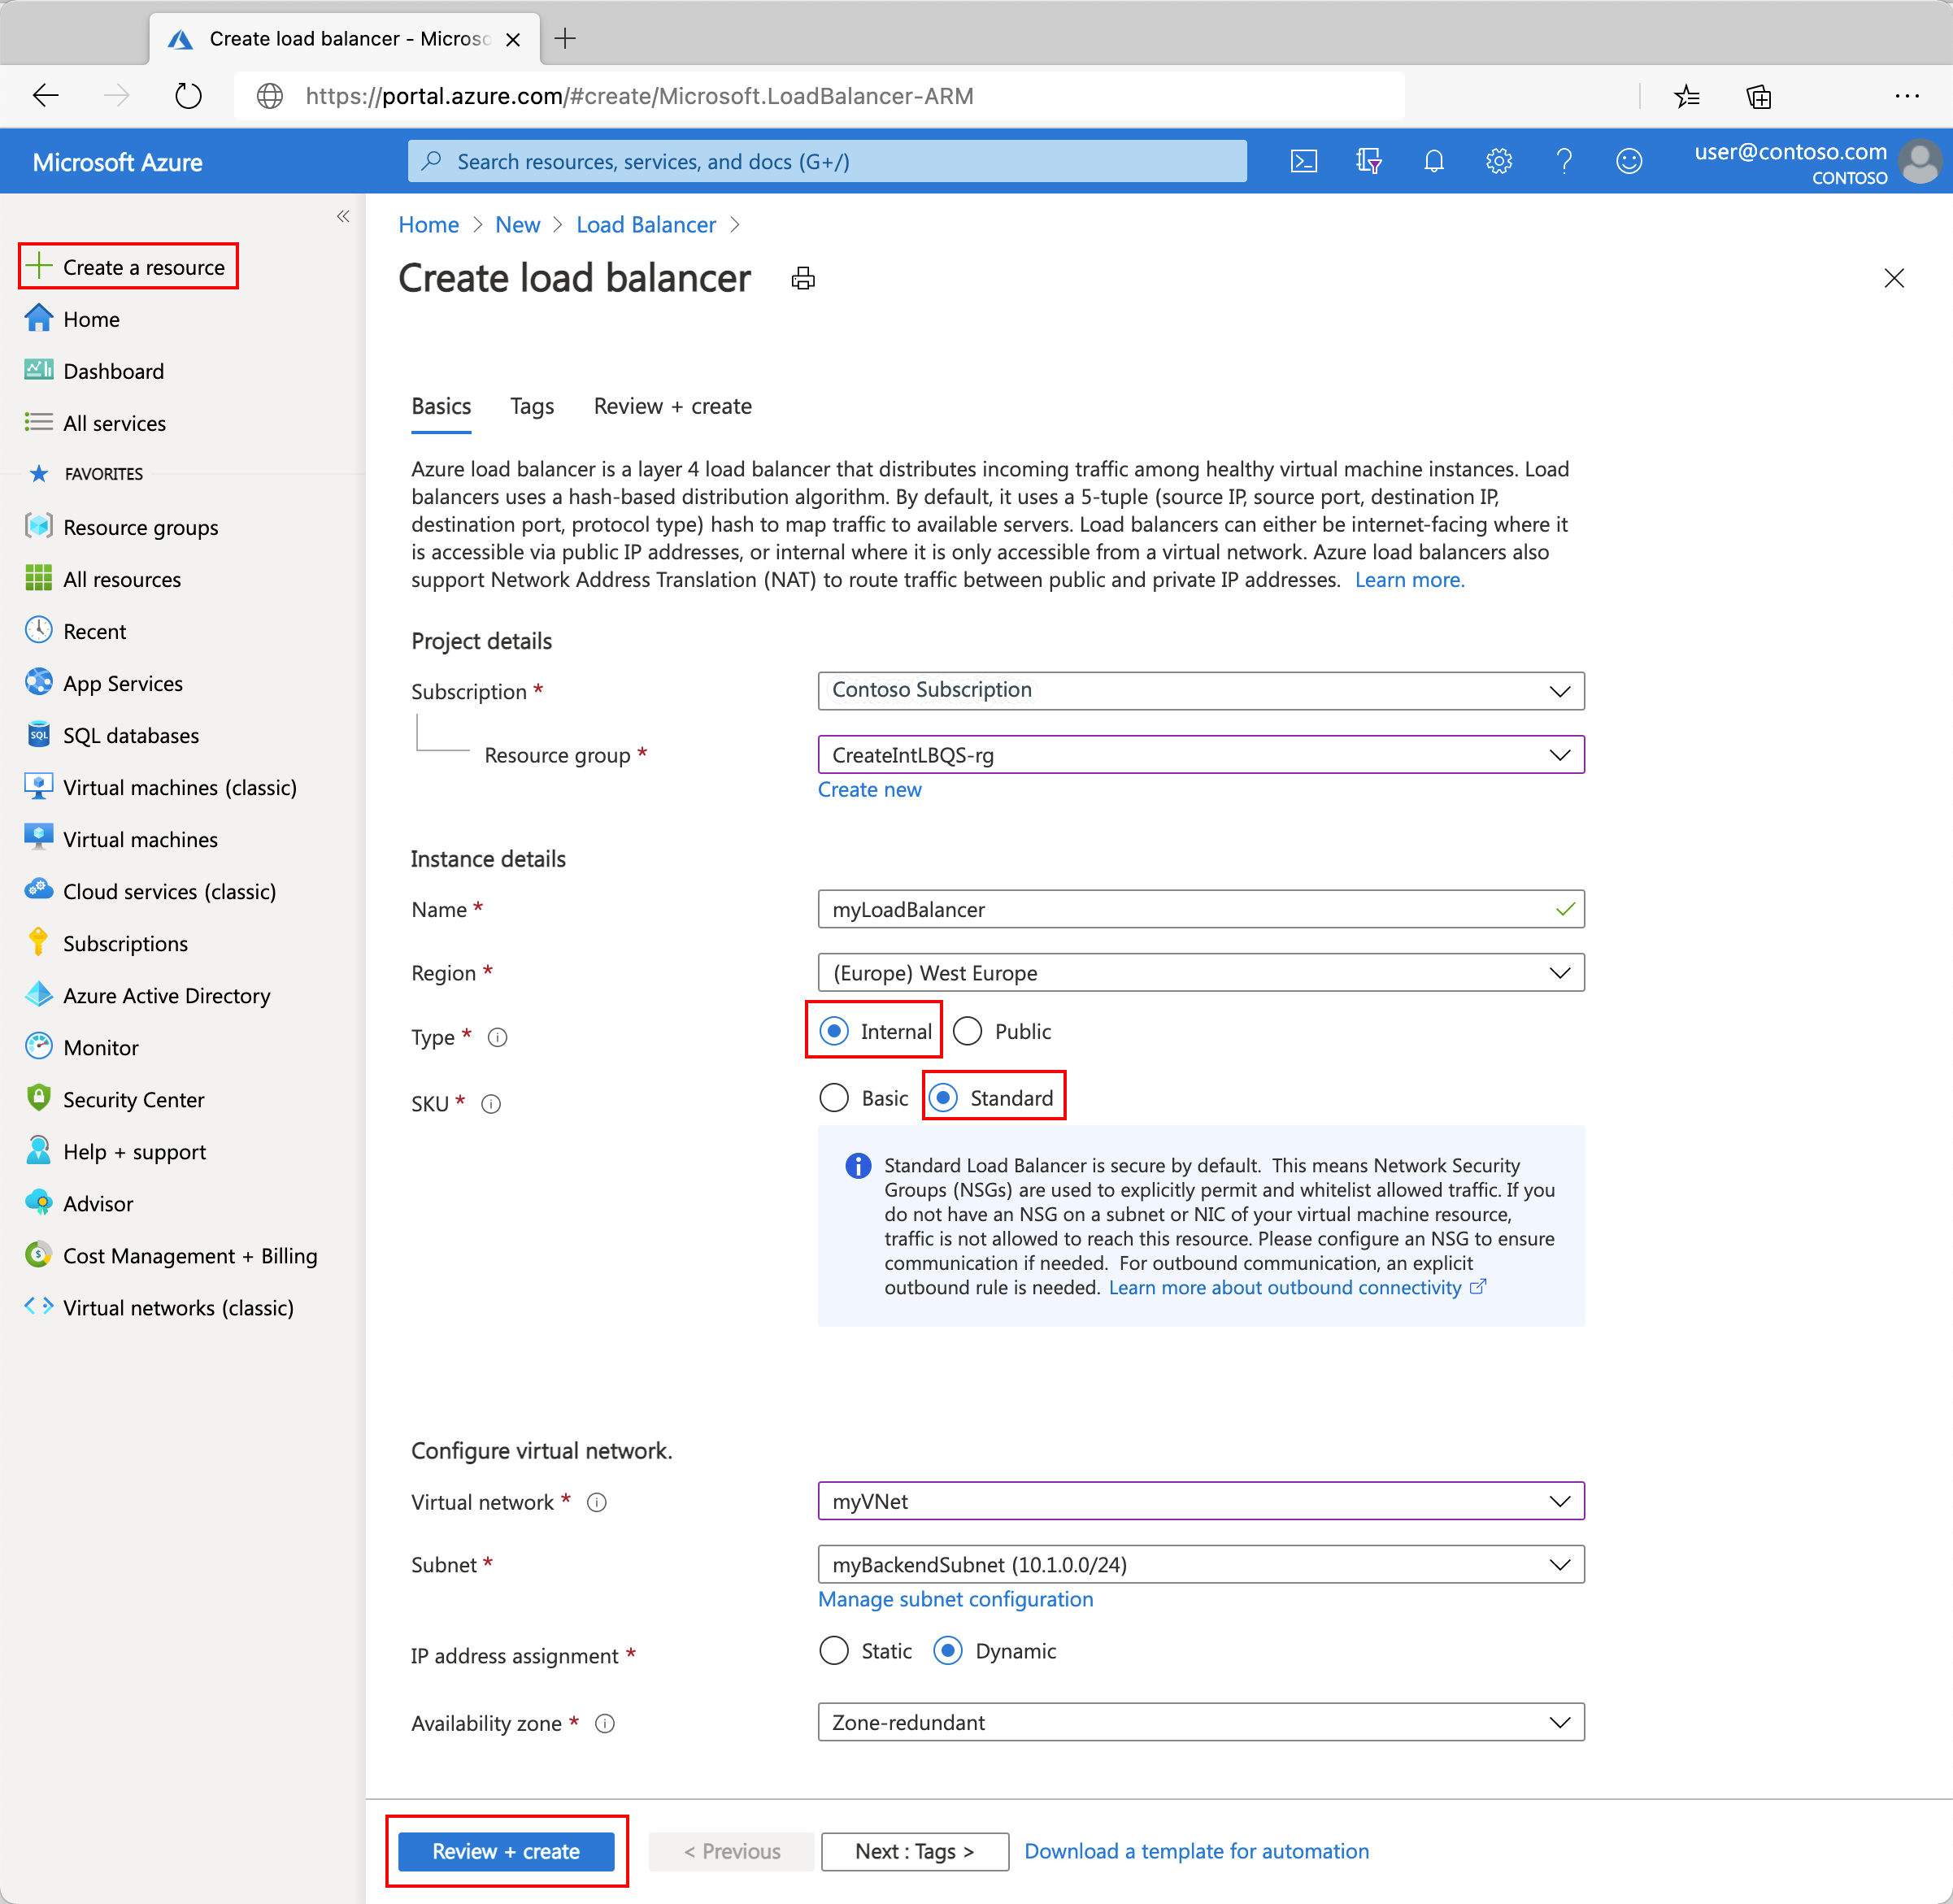 Create load balancer - Micros
https://portal.azure.com/#create/Microsoft.LoadBalancer-ARM
Microsoft Azure
Search resources, services, and docs (G+/)
user@contoso.com
CONTOSO
Create a resource
Home
Dashboard
All services
FAVORITES
Resource groups
All resources
Recent
App Services
SQL
SQL databases
Virtual machines (classic)
Virtual machines
Cloud services (classic)
Subscriptions
Azure Active Directory
Monitor
Security Center
Help + support
Advisor
Cost Management + Billing
Virtual networks (classic)
Home > New > Load Balancer >
Create load balancer
Basics Tags Review + create
Azure load balancer is a layer 4 load balancer that distributes incoming traffic among healthy virtual machine instances. Load
balancers uses a hash-based distribution algorithm. By default, it uses a 5-tuple (source IP, source port, destination IP,
destination port, protocol type) hash to map traffic to available servers. Load balancers can either be internet-facing where it
is accessible via public IP addresses, or internal where it is only accessible from a virtual network. Azure load balancers also
support Network Address Translation (NAT) to route traffic between public and private IP addresses. Learn more.
Project details
Subscription * Contoso Subscription
Resource group * CreateIntLBQS-rg
Create new
Instance details
Name * myLoadBalancer
Region * (Europe) West Europe
Type * Internal Public
SKU * Basic Standard
Standard Load Balancer is secure by default. This means Network Security
Groups (NSGs) are used to explicitly permit and whitelist allowed traffic. If you
do not have an NSG on a subnet or NIC of your virtual machine resource,
traffic is not allowed to reach this resource. Please configure an NSG to ensure
communication if needed. For outbound communication, an explicit
outbound rule is needed. Learn more about outbound connectivity
Configure virtual network.
Virtual network * myVNet
Subnet * myBackendSubnet (10.1.0.0/24)
Manage subnet configuration
IP address assignment * Static Dynamic
Availability zone * Zone-redundant
Review + create < Previous Next : Tags > Download a template for automation